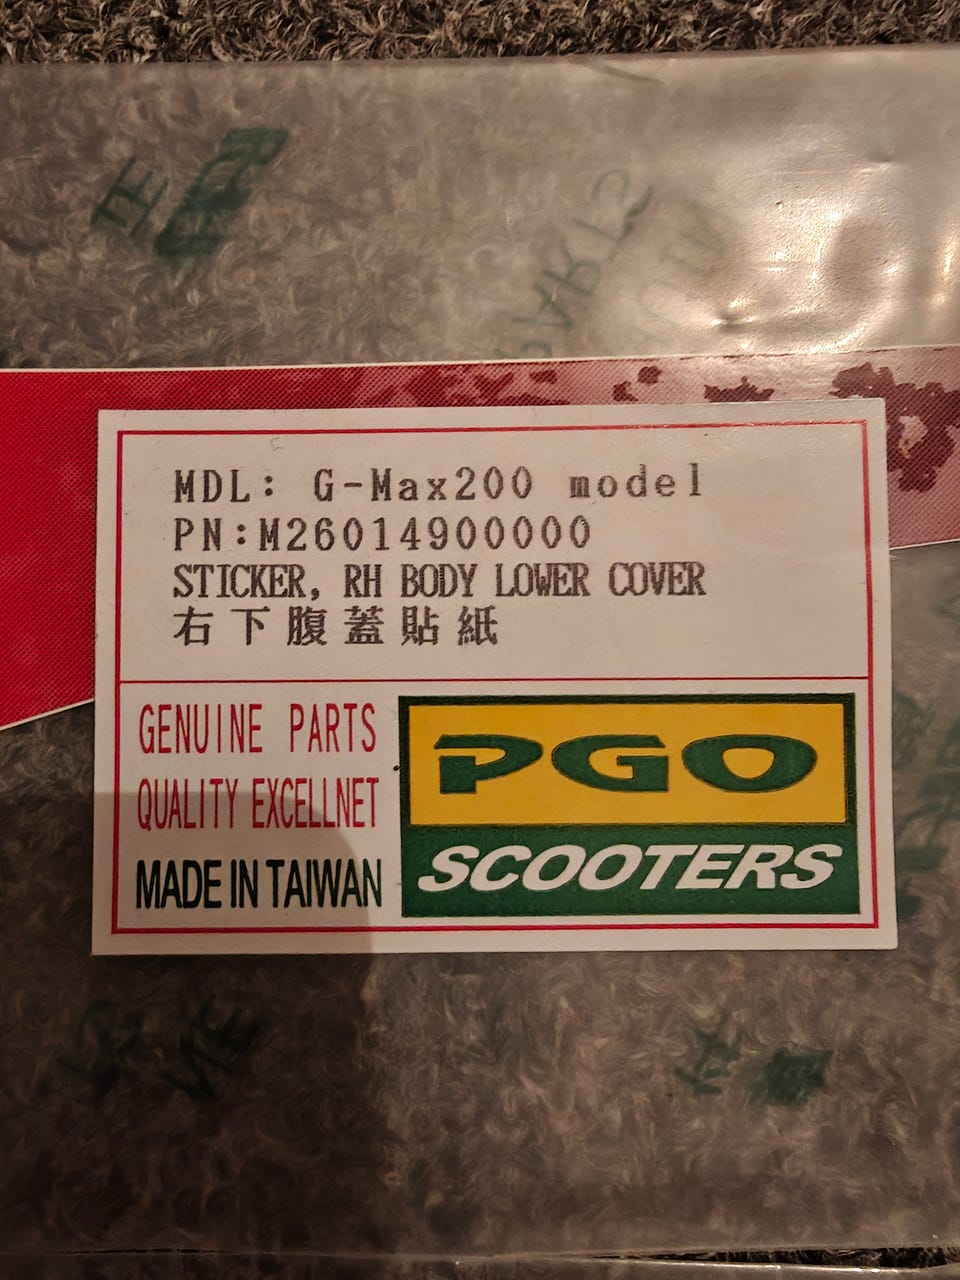 MDL: G-Max200 model
PN:M26014900000
STICKER, RH BODY LOWER COVER
右下腹蓋貼紙
GENUINE PARTS
QUALITY EXCELLNET
MADE IN TAIWAN
PGO
SCOOTERS